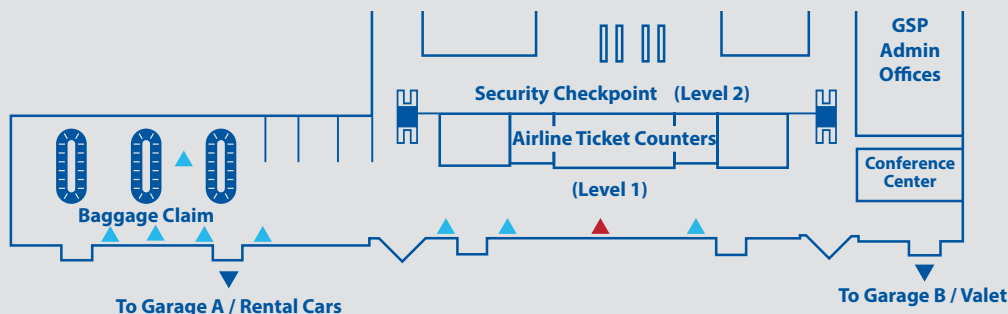 GSP
Admin
Offices
Security Checkpoint (Level 2)
Airline Ticket Counters
Conference
Center
(Level 1)
Baggage Claim
To Garage A / Rental Cars
To Garage B / Valet